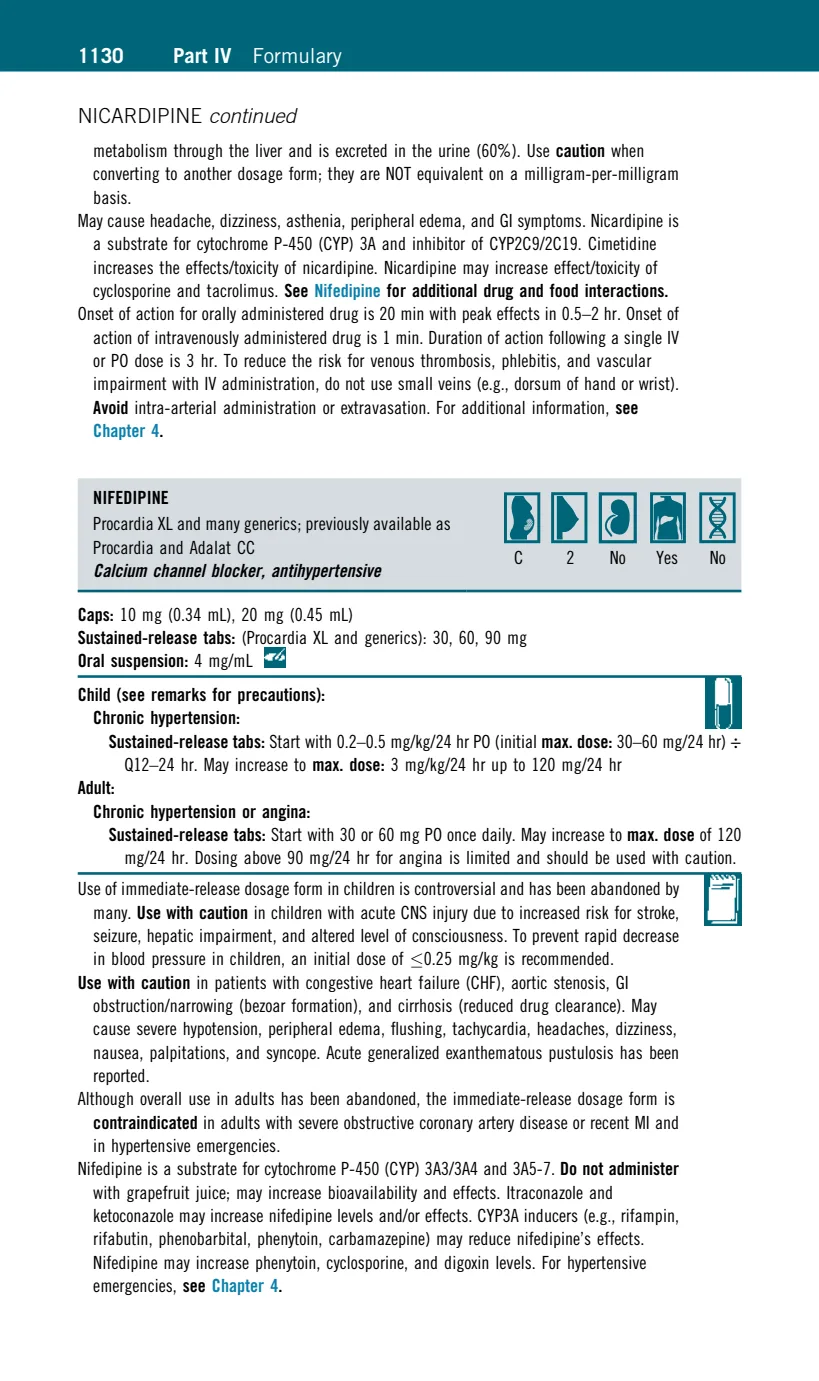 1130 Part IV Formulary
NICARDIPINE continued
metabolism through the liver and is excreted in the urine (60%). Use caution when
converting to another dosage form; they are NOT equivalent on a milligram-per-milligram
basis.
May cause headache, dizziness, asthenia, peripheral edema, and GI symptoms. Nicardipine is
a substrate for cytochrome P-450 (CYP) 3A and inhibitor of CYP2C9/2C19. Cimetidine
increases the effects/toxicity of nicardipine. Nicardipine may increase effect/toxicity of
cyclosporine and tacrolimus. See Nifedipine for additional drug and food interactions.
Onset of action for orally administered drug is 20 min with peak effects in 0.5–2 hr. Onset of
action of intravenously administered drug is 1 min. Duration of action following a single IV
or PO dose is 3 hr. To reduce the risk for venous thrombosis, phlebitis, and vascular
impairment with IV administration, do not use small veins (e.g., dorsum of hand or wrist).
Avoid intra-arterial administration or extravasation. For additional information, see
Chapter 4.
NIFEDIPINE
Procardia XL and many generics; previously available as
Procardia and Adalat CC
Calcium channel blocker, antihypertensive
C 2 No Yes No
Caps: 10 mg (0.34 mL), 20 mg (0.45 mL)
Sustained-release tabs: (Procardia XL and generics): 30, 60, 90 mg
Oral suspension: 4 mg/mL
Child (see remarks for precautions):
Chronic hypertension:
Sustained-release tabs: Start with 0.2–0.5 mg/kg/24 hr PO (initial max. dose: 30–60 mg/24 hr) ÷
Q12–24 hr. May increase to max. dose: 3 mg/kg/24 hr up to 120 mg/24 hr
Adult:
Chronic hypertension or angina:
Sustained-release tabs: Start with 30 or 60 mg PO once daily. May increase to max. dose of 120
mg/24 hr. Dosing above 90 mg/24 hr for angina is limited and should be used with caution.
Use of immediate-release dosage form in children is controversial and has been abandoned by
many. Use with caution in children with acute CNS injury due to increased risk for stroke,
seizure, hepatic impairment, and altered level of consciousness. To prevent rapid decrease
in blood pressure in children, an initial dose of ≤0.25 mg/kg is recommended.
Use with caution in patients with congestive heart failure (CHF), aortic stenosis, GI
obstruction/narrowing (bezoar formation), and cirrhosis (reduced drug clearance). May
cause severe hypotension, peripheral edema, flushing, tachycardia, headaches, dizziness,
nausea, palpitations, and syncope. Acute generalized exanthematous pustulosis has been
reported.
Although overall use in adults has been abandoned, the immediate-release dosage form is
contraindicated in adults with severe obstructive coronary artery disease or recent MI and
in hypertensive emergencies.
Nifedipine is a substrate for cytochrome P-450 (CYP) 3A3/3A4 and 3A5-7. Do not administer
with grapefruit juice; may increase bioavailability and effects. Itraconazole and
ketoconazole may increase nifedipine levels and/or effects. CYP3A inducers (e.g., rifampin,
rifabutin, phenobarbital, phenytoin, carbamazepine) may reduce nifedipine's effects.
Nifedipine may increase phenytoin, cyclosporine, and digoxin levels. For hypertensive
emergencies, see Chapter 4.